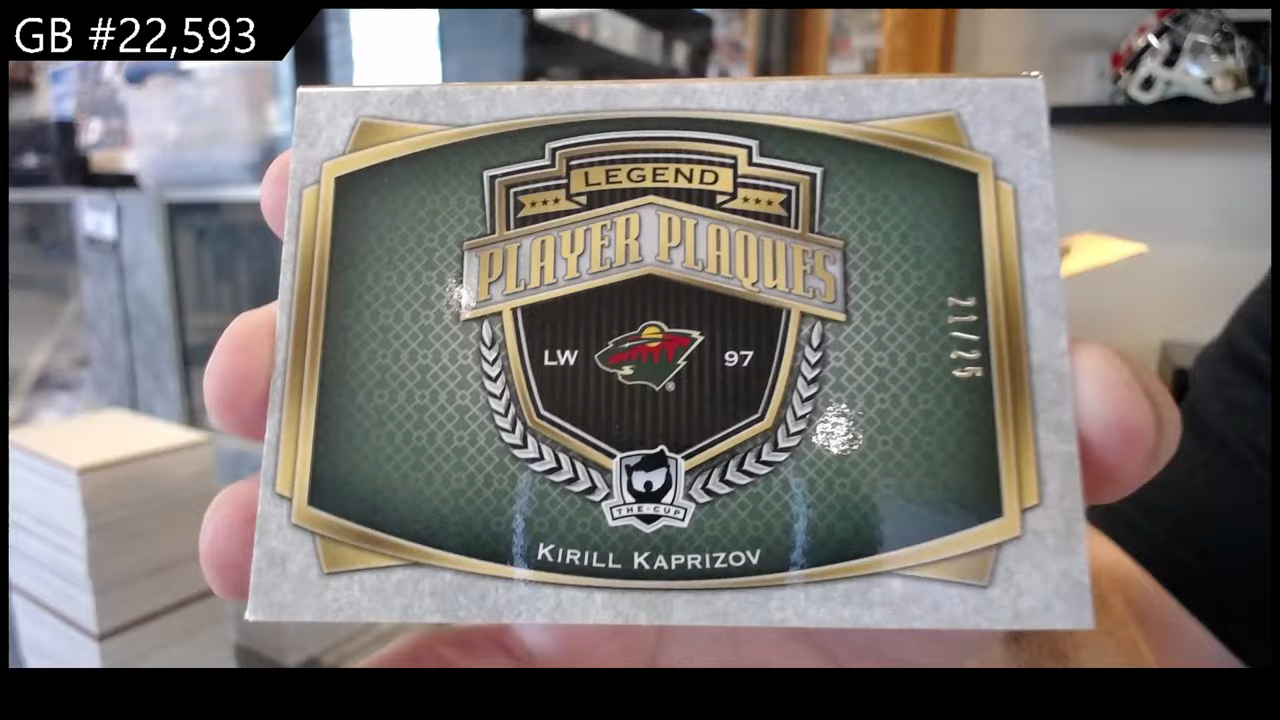 GB #22,593
LEGEND
PLAYER PLAQUES
LW 97
®
21/25
THE·CUP
KIRILL KAPRIZOV